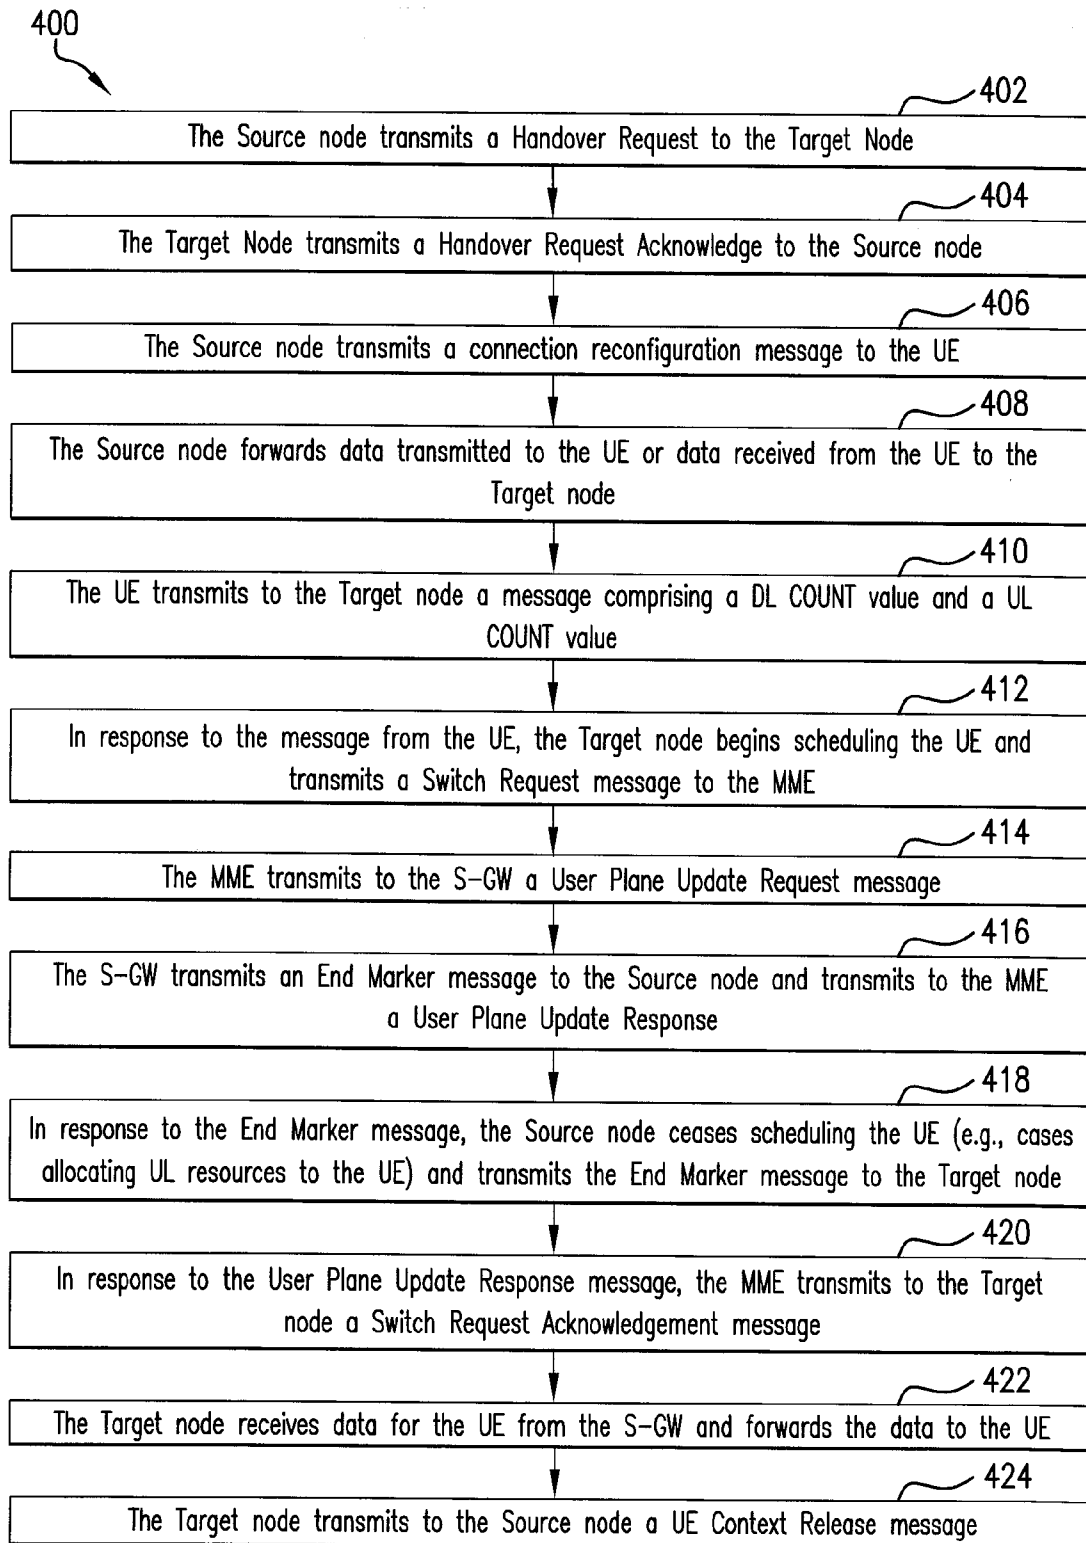 400
402
The Source node transmits a Handover Request to the Target Node
404
The Target Node transmits a Handover Request Acknowledge to the Source node
406
The Source node transmits a connection reconfiguration message to the UE
408
The Source node forwards data transmitted to the UE or data received from the UE to the
Target node
410
The UE transmits to the Target node a message comprising a DL COUNT value and a UL
COUNT value
412
In response to the message from the UE, the Target node begins scheduling the UE and
transmits a Switch Request message to the MME
414
The MME transmits to the S-GW a User Plane Update Request message
416
The S-GW transmits an End Marker message to the Source node and transmits to the MME
a User Plane Update Response
418
In response to the End Marker message, the Source node ceases scheduling the UE (e.g., cases
allocating UL resources to the UE) and transmits the End Marker message to the Target node
420
In response to the User Plane Update Response message, the MME transmits to the Target
node a Switch Request Acknowledgement message
422
The Target node receives data for the UE from the S-GW and forwards the data to the UE
424
The Target node transmits to the Source node a UE Context Release message